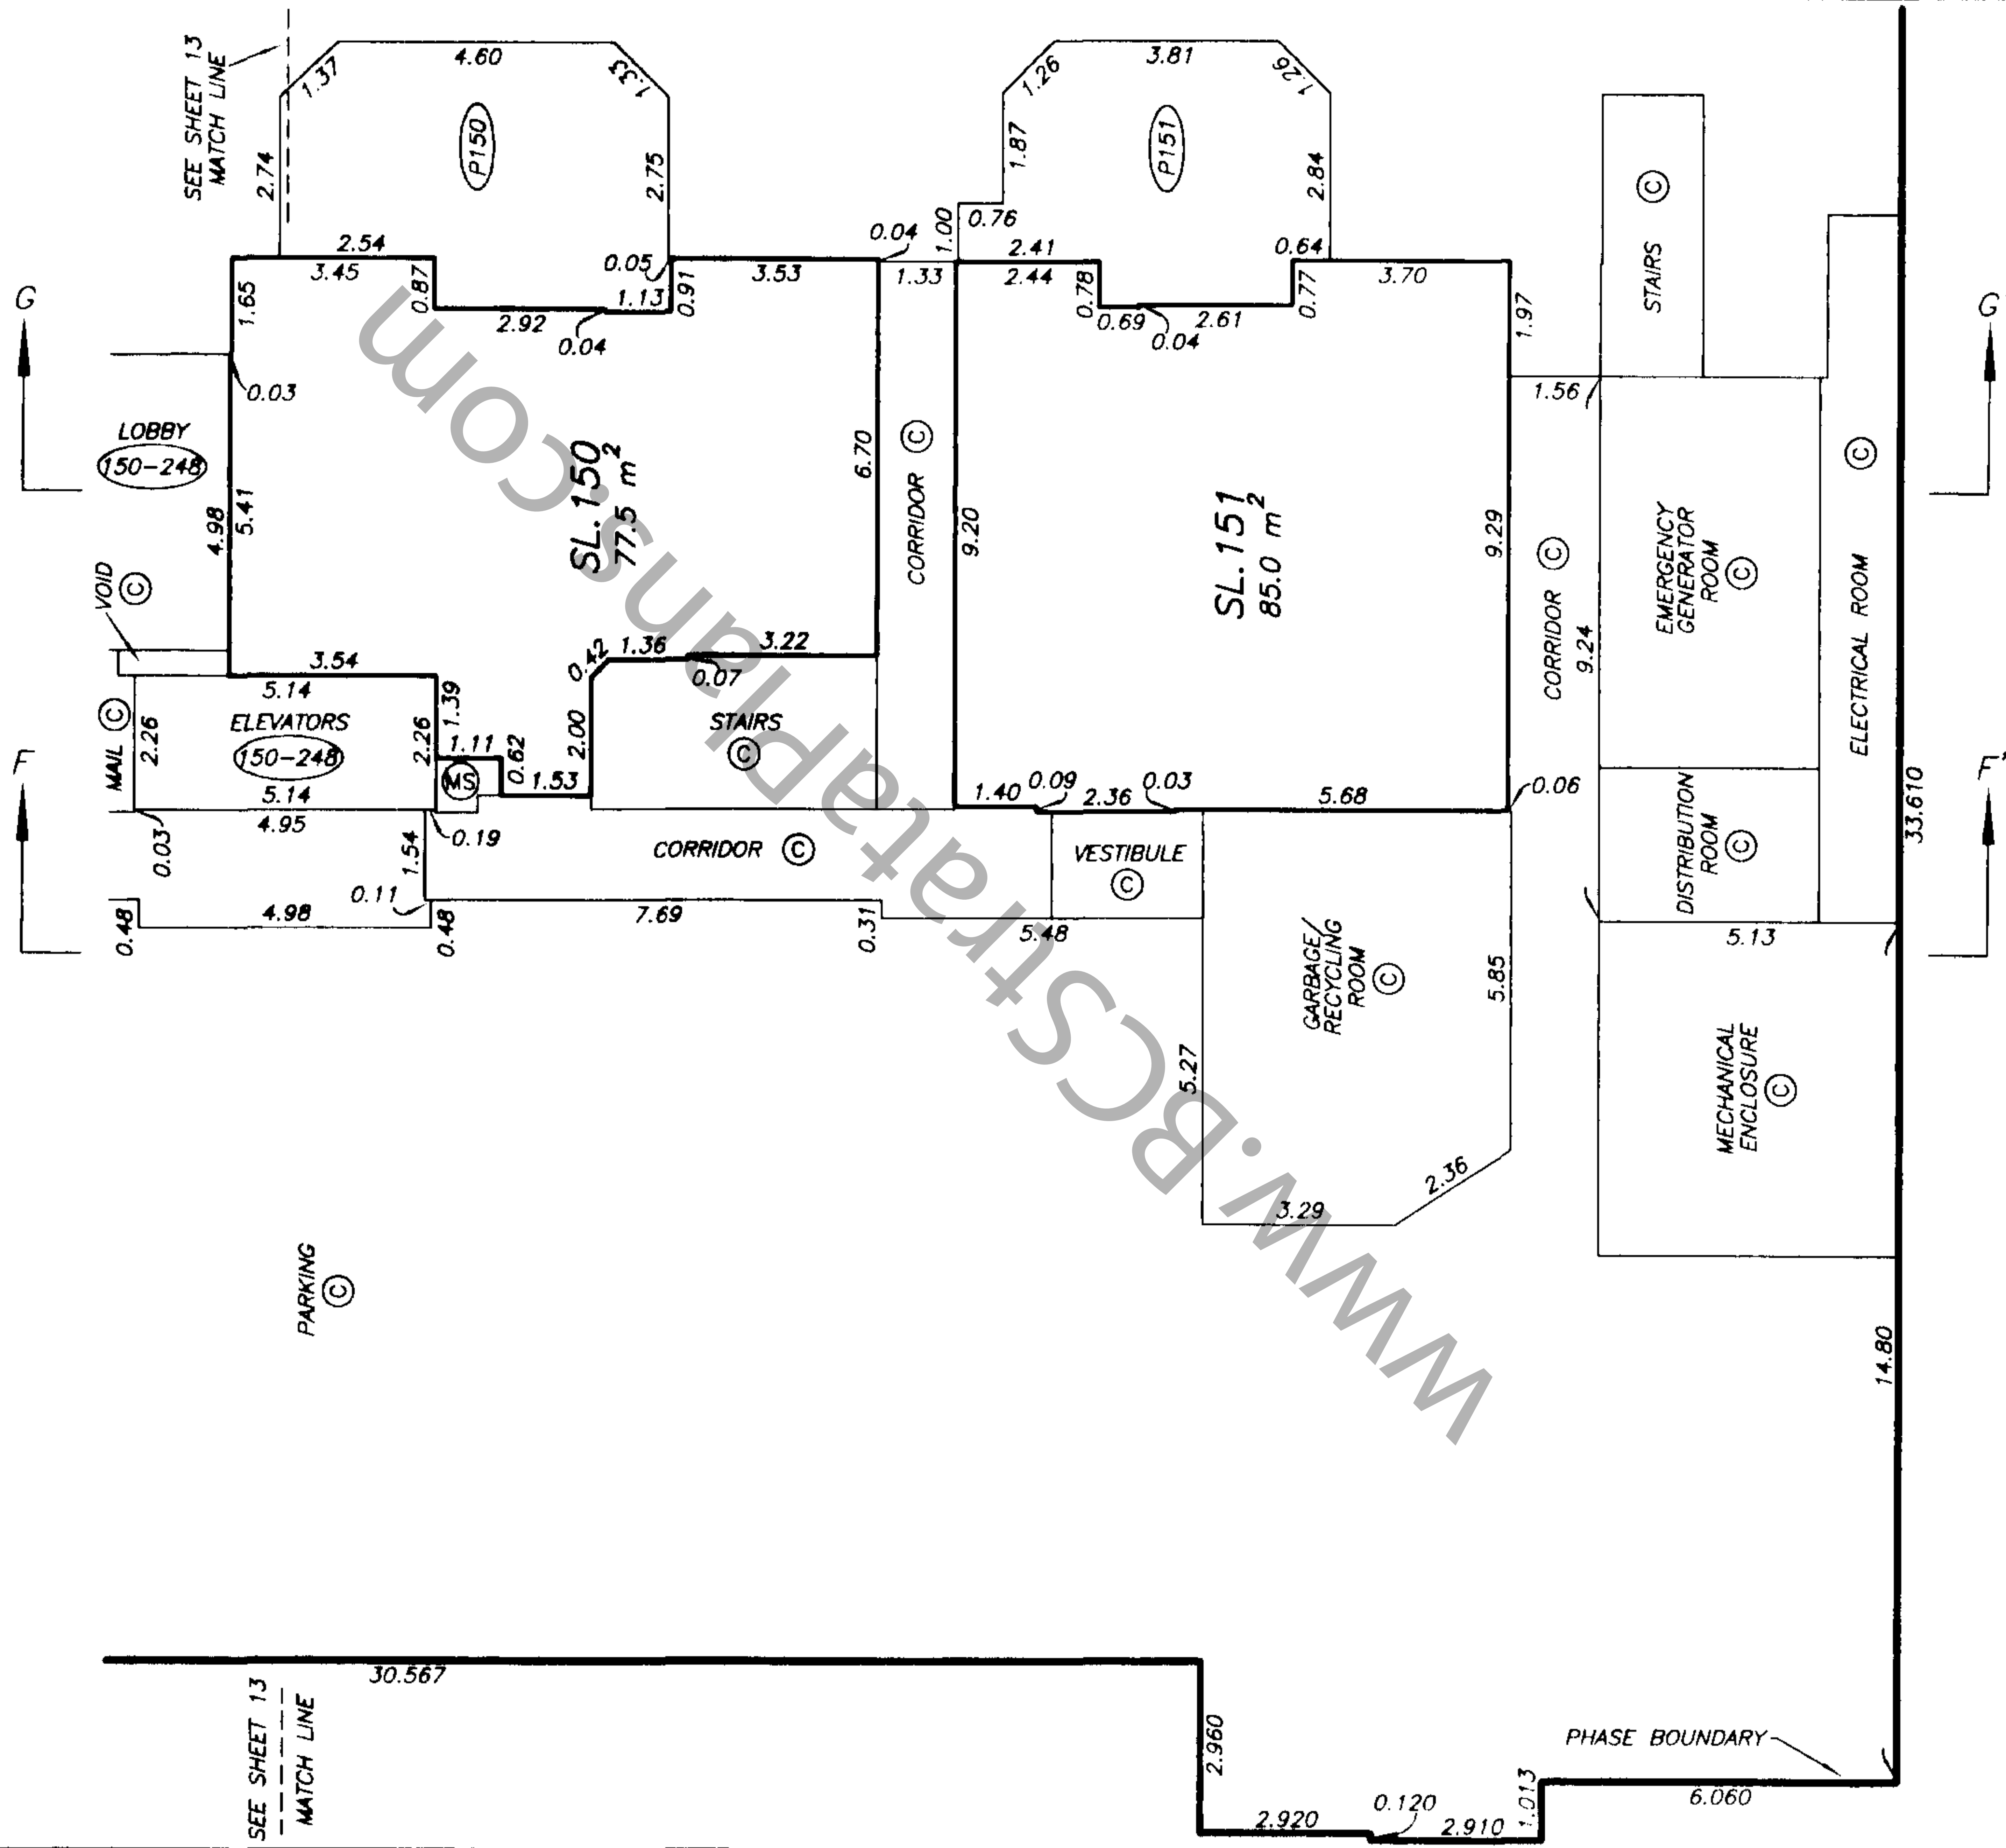 SEE SHEET 13
MATCH LINE
1.37
4.60
1.33
2.74
P150
2.75
1.26
3.81
1.26
1.87
P151
2.84
1.00
0.76
2.54
3.45
0.87
1.65
0.05
1.13
0.91
2.92
0.04
3.53
0.04
1.33
2.41
2.44
0.78
0.69
0.04
2.61
0.64
0.77
3.70
1.97
STAIRS
C
1.56
G
G
0.03
LOBBY
150-248
4.98
5.41
VOID
C
SL. 150
77.5 m2
6.70
CORRIDOR C
9.20
SL. 151
85.0 m2
9.29
CORRIDOR C
9.24
EMERGENCY
GENERATOR
ROOM
C
ELECTRICAL ROOM
C
3.54
5.14
ELEVATORS
150-248
MAIL C
2.26
2.26
1.39
1.11
MS
0.62
1.53
2.00
0.42
1.36
0.07
3.22
STAIRS
C
F
F'
5.14
4.95
0.03
0.19
1.54
0.11
CORRIDOR C
1.40
0.09
2.36
0.03
5.68
0.06
VESTIBULE
C
DISTRIBUTION
ROOM
C
33.610
0.48
4.98
0.48
7.69
0.31
5.48
5.13
GARBAGE/
RECYCLING
ROOM
C
5.85
5.27
3.29
2.36
MECHANICAL
ENCLOSURE
C
PARKING
C
14.80
30.567
SEE SHEET 13
MATCH LINE
2.960
2.920
0.120
2.910
1.013
PHASE BOUNDARY
6.060
www.BCStrataPlans.com